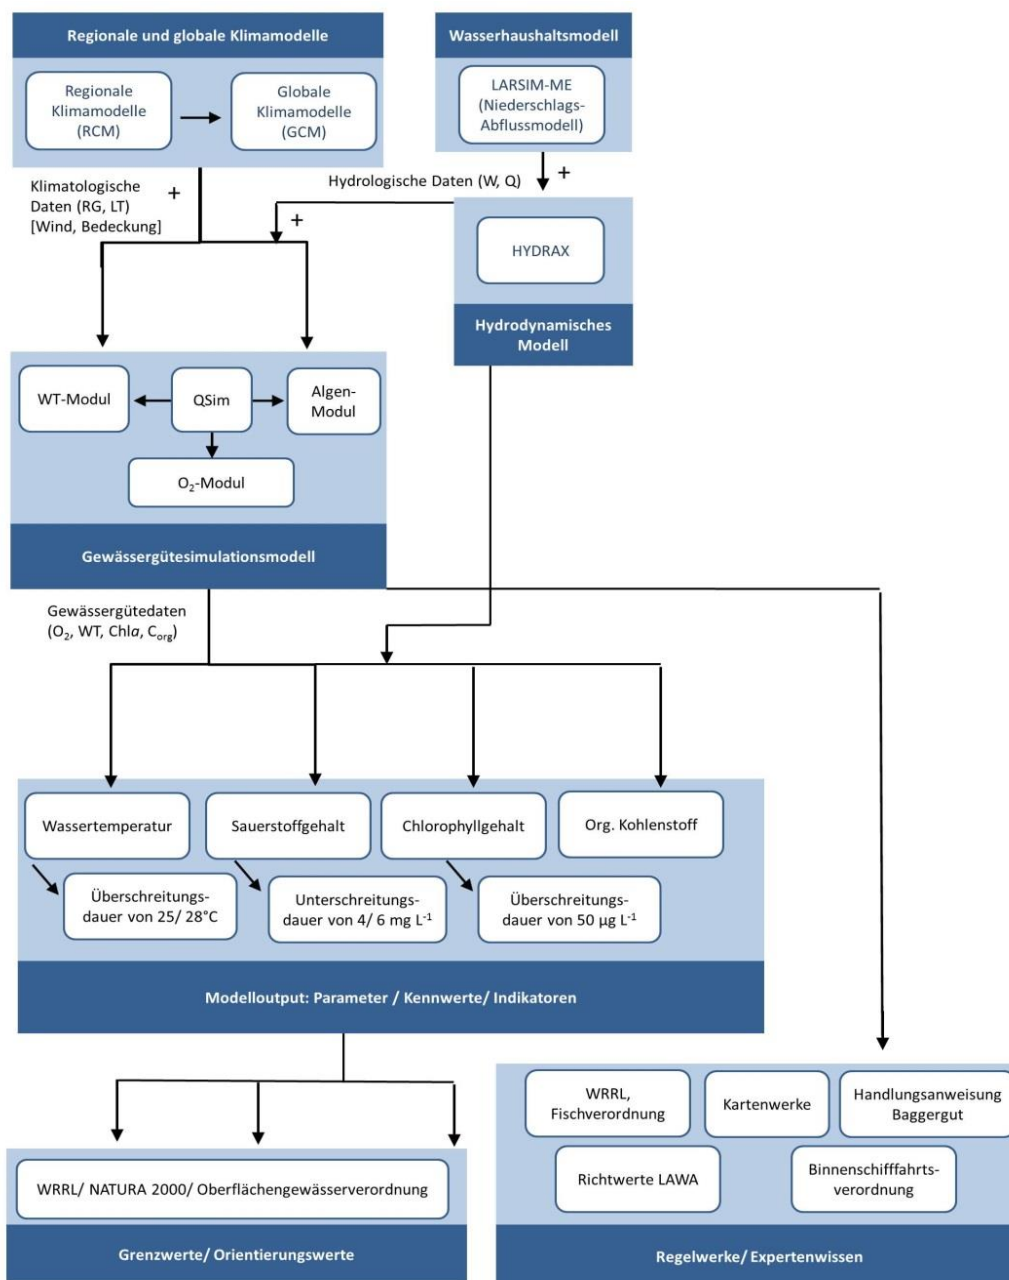 Regionale und globale Klimamodelle
Regionale
Klimamodelle
(RCM)
Globale
Klimamodelle
(GCM)
Wasserhaushaltsmodell
LARSIM-ME
(Niederschlags-
Abflussmodell)
Klimatologische
Daten (RG, LT)
[Wind, Bedeckung]
+
Hydrologische Daten (W, Q)
+
+
HYDRAX
Hydrodynamisches
Modell
WT-Modul
QSim
Algen-
Modul
O₂-Modul
Gewässergütesimulationsmodell
Gewässergütedaten
(O₂, WT, Chla, Corg)
Wassertemperatur
Sauerstoffgehalt
Chlorophyllgehalt
Org. Kohlenstoff
Überschreitungs-
dauer von 25/ 28°C
Unterschreitungs-
dauer von 4/ 6 mg L⁻¹
Überschreitungs-
dauer von 50 µg L⁻¹
Modelloutput: Parameter / Kennwerte/ Indikatoren
WRRL/ NATURA 2000/ Oberflächengewässerverordnung
Grenzwerte/ Orientierungswerte
WRRL,
Fischverordnung
Kartenwerke
Handlungsanweisung
Baggergut
Richtwerte LAWA
Binnenschifffahrts-
verordnung
Regelwerke/ Expertenwissen